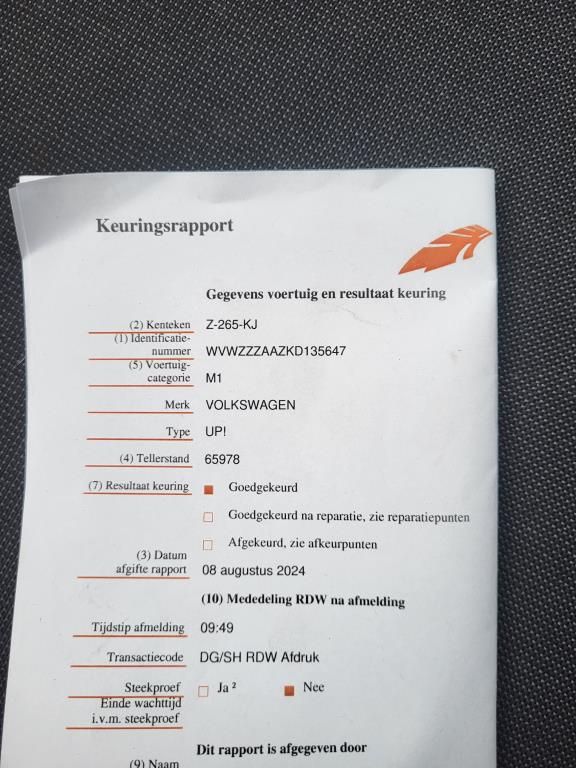 Keuringsrapport
Gegevens voertuig en resultaat keuring
(2) Kenteken Z-265-KJ
(1) Identificatie-
nummer WVWZZZAAZKD135647
(5) Voertuig-
categorie M1
Merk VOLKSWAGEN
Type UP!
(4) Tellerstand 65978
(7) Resultaat keuring Goedgekeurd
Goedgekeurd na reparatie, zie reparatiepunten
Afgekeurd, zie afkeurpunten
(3) Datum
afgifte rapport 08 augustus 2024
(10) Mededeling RDW na afmelding
Tijdstip afmelding 09:49
Transactiecode DG/SH RDW Afdruk
Steekproef Ja ² Nee
Einde wachttijd
i.v.m. steekproef
Dit rapport is afgegeven door
(9) Naam